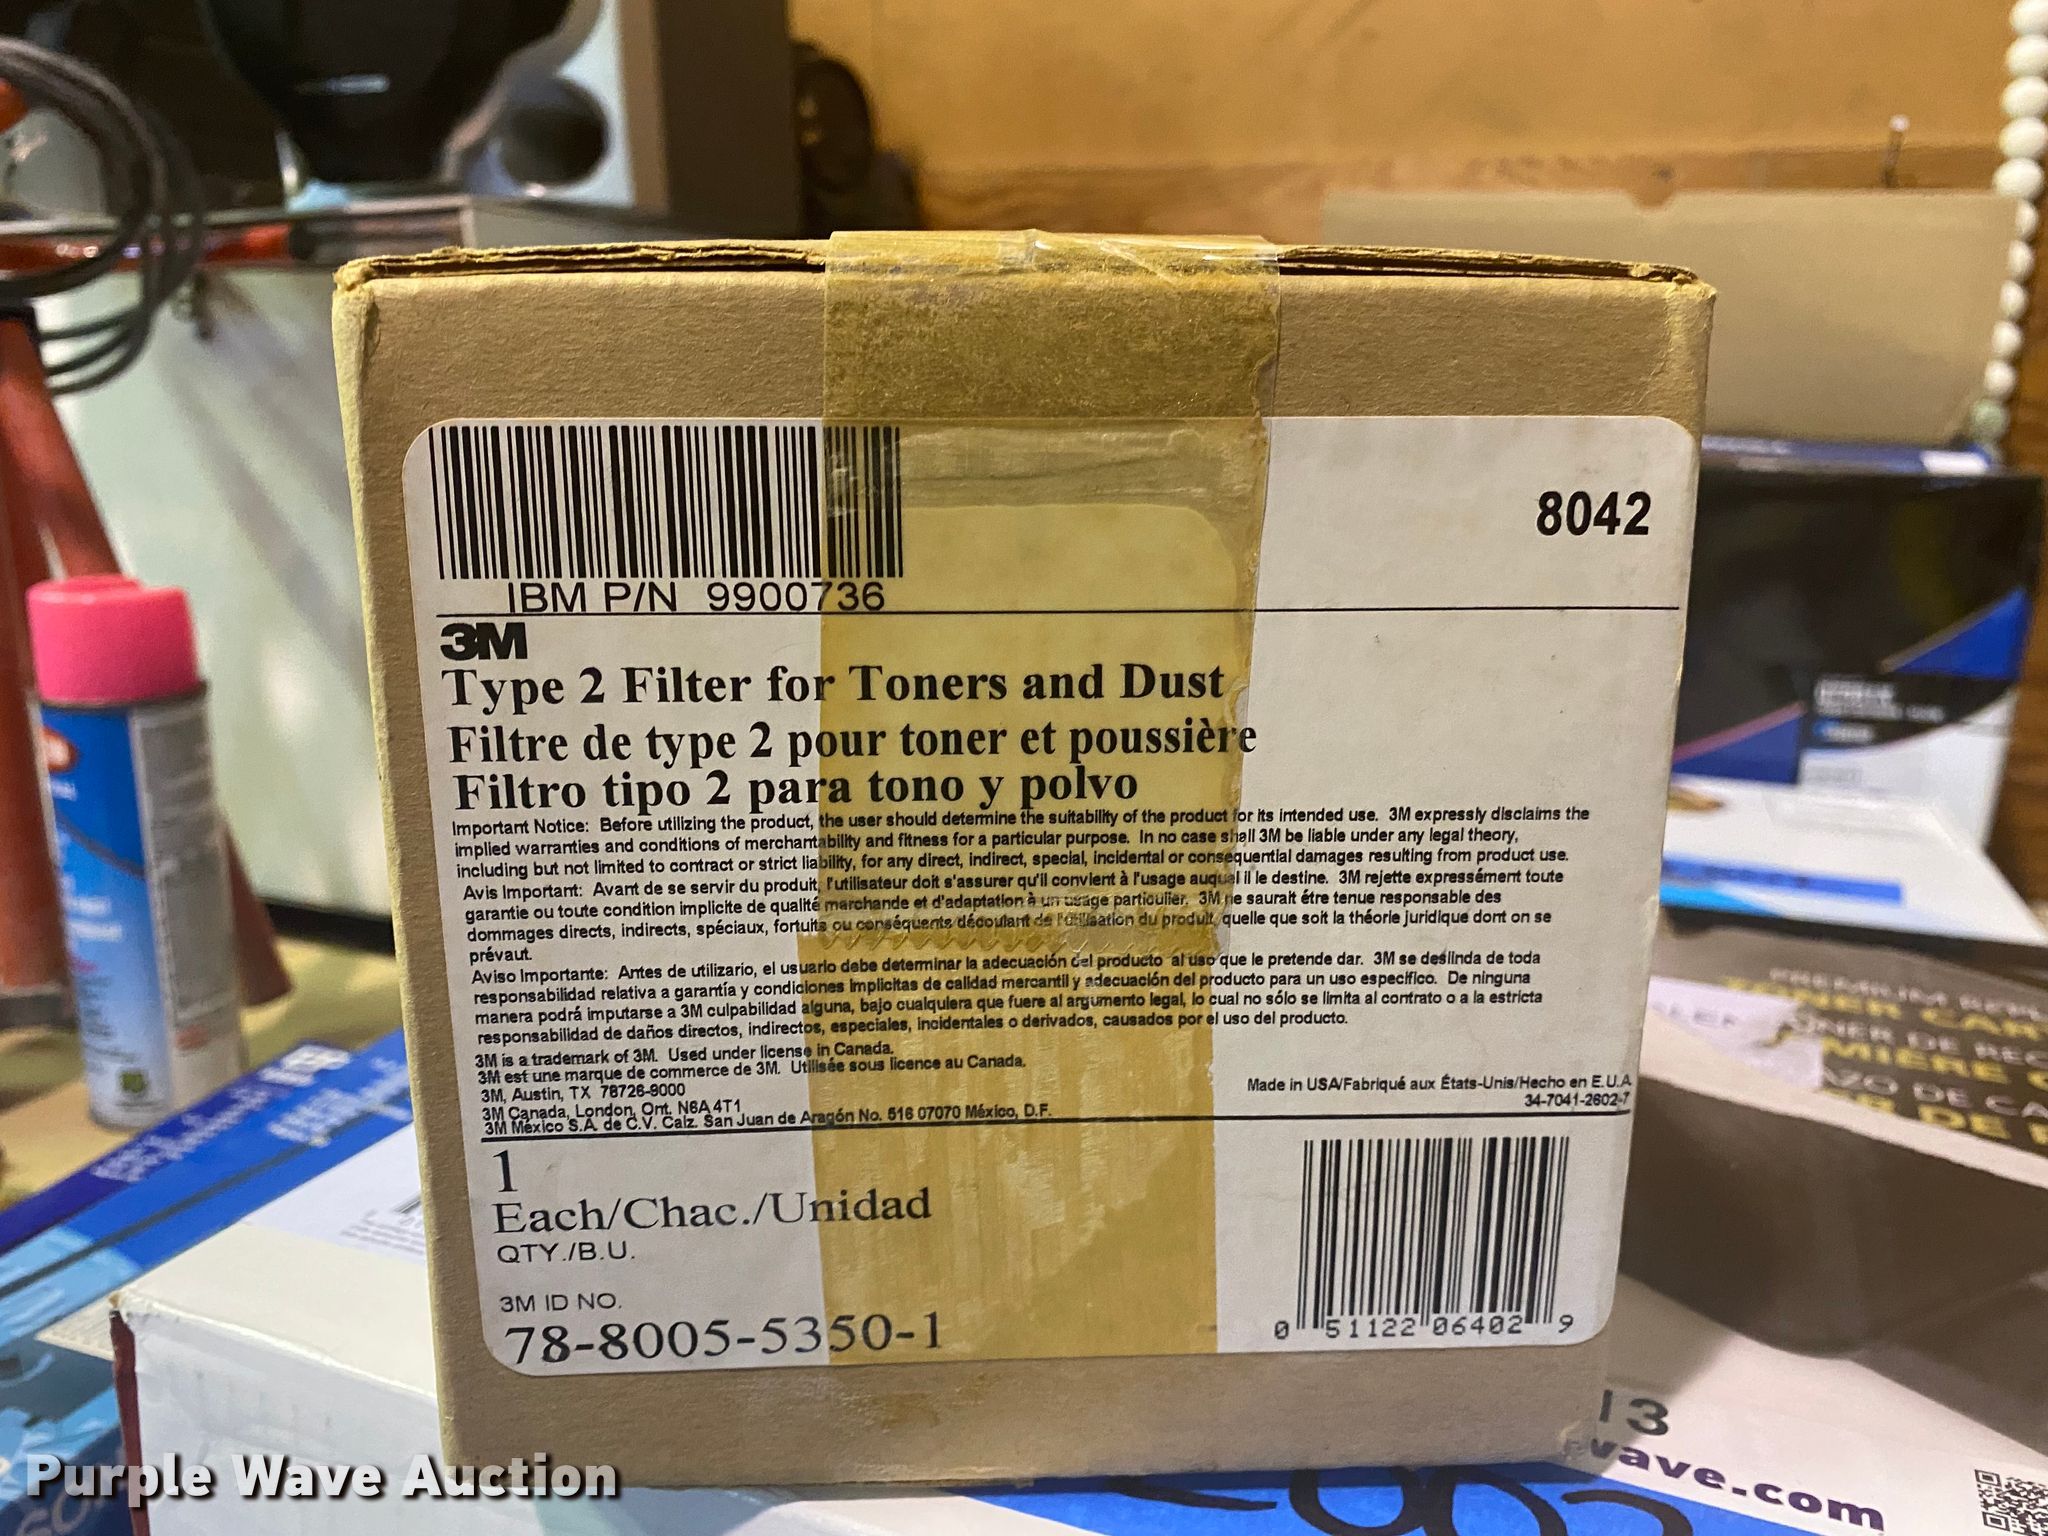 8042
IBM P/N 9900736
3M
Type 2 Filter for Toners and Dust
Filtre de type 2 pour toner et poussière
Filtro tipo 2 para tono y polvo
Important Notice: Before utilizing the product, the user should determine the suitability of the product for its intended use. 3M expressly disclaims the
implied warranties and conditions of merchantability and fitness for a particular purpose. In no case shall 3M be liable under any legal theory,
including but not limited to contract or strict liability, for any direct, indirect, special, incidental or consequential damages resulting from product use.
Avis Important: Avant de se servir du produit, l'utilisateur doit s'assurer qu'il convient à l'usage auqual il le destine. 3M rejette expressément toute
garantie ou toute condition implicite de qualité marchande et d'adaptation à un usage particulier. 3M ne saurait étre tenue responsable des
dommages directs, indirects, spéciaux, fortuits ou conséquents découlant de l'utilisation du produit, quelle que soit la théorie juridique dont on se
prévaut.
Aviso Importante: Antes de utilizario, el usuario debe determinar la adecuación del producto al uso que le pretende dar. 3M se deslinda de toda
responsabilidad relativa a garantía y condiciones implicitas de calidad mercantil y adecuación del producto para un uso específico. De ninguna
manera podrá imputarse a 3M culpabilidad alguna, bajo cualquiera que fuere al argumento legal, lo cual no sólo se limita al contrato o a la estricta
responsabilidad de daños directos, indirectos, especiales, incidentales o derivados, causados por el uso del producto.
3M is a trademark of 3M. Used under license in Canada.
3M est une marque de commerce de 3M. Utilisée sous licence au Canada.
3M, Austin, TX 78726-9000
3M Canada, London, Ont. N6A 4T1
3M México S.A. de C.V. Calz. San Juan de Aragón No. 516 07070 México, D.F.
Made in USA/Fabriqué aux États-Unis/Hecho en E.U.A
34-7041-2602-7
1
Each/Chac./Unidad
QTY./B.U.
3M ID NO.
78-8005-5350-1
0 51122 06402 9
PREMIUM
TONER
DE
13
wave.com
Purple Wave Auction